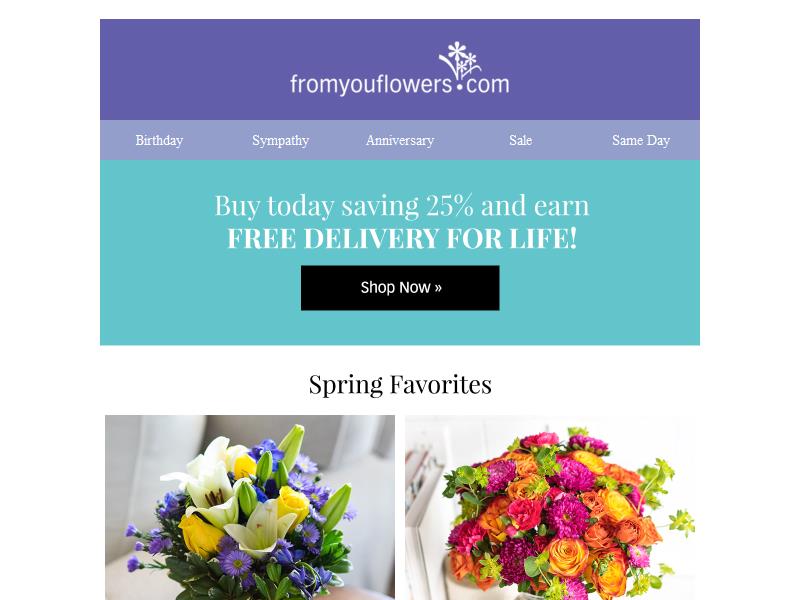 fromyouflowers.com
Birthday Sympathy Anniversary Sale Same Day
Buy today saving 25% and earn
FREE DELIVERY FOR LIFE!
Shop Now »
Spring Favorites